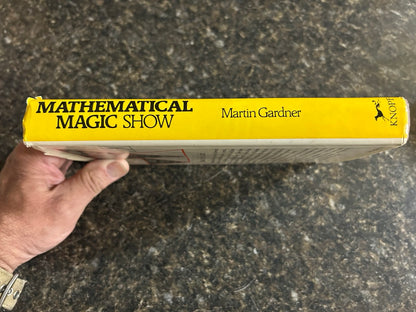 MATHEMATICAL
MAGIC SHOW
Martin Gardner
KNOPF